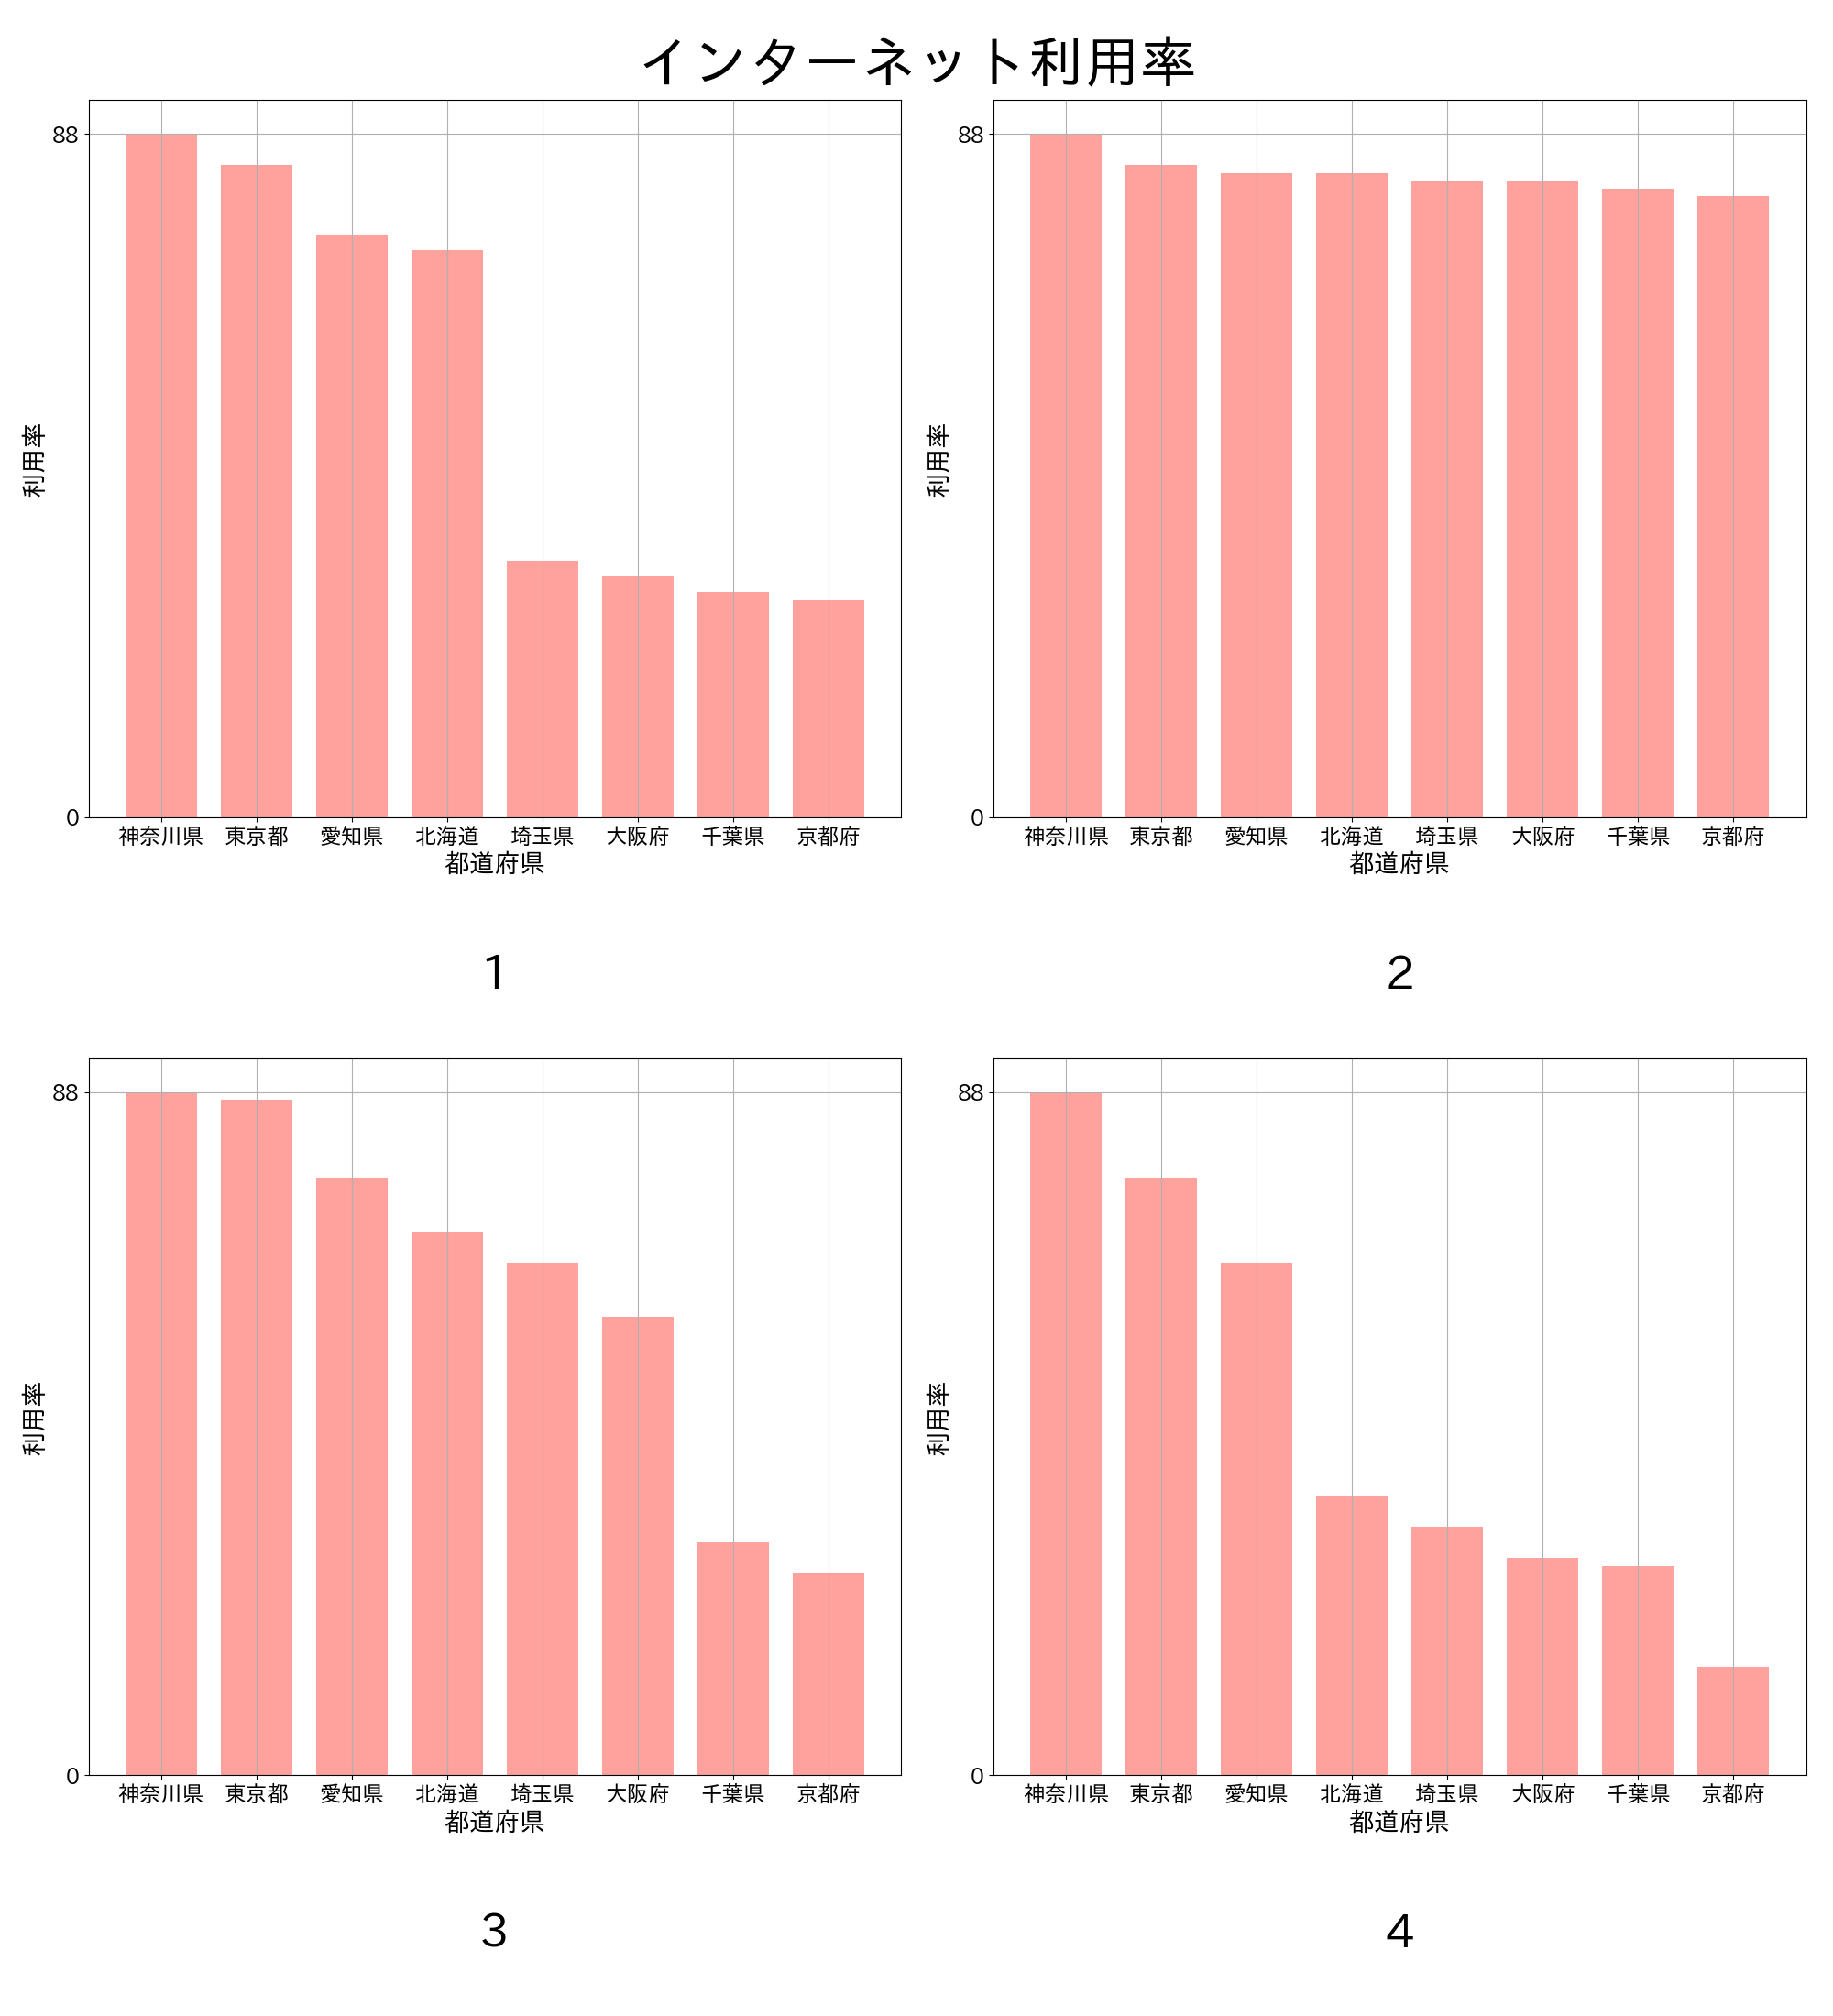 インターネット利用率
88
0
利用率
神奈川県 東京都 愛知県 北海道 埼玉県 大阪府 千葉県 京都府
都道府県
1
88
0
利用率
神奈川県 東京都 愛知県 北海道 埼玉県 大阪府 千葉県 京都府
都道府県
2
88
0
利用率
神奈川県 東京都 愛知県 北海道 埼玉県 大阪府 千葉県 京都府
都道府県
3
88
0
利用率
神奈川県 東京都 愛知県 北海道 埼玉県 大阪府 千葉県 京都府
都道府県
4